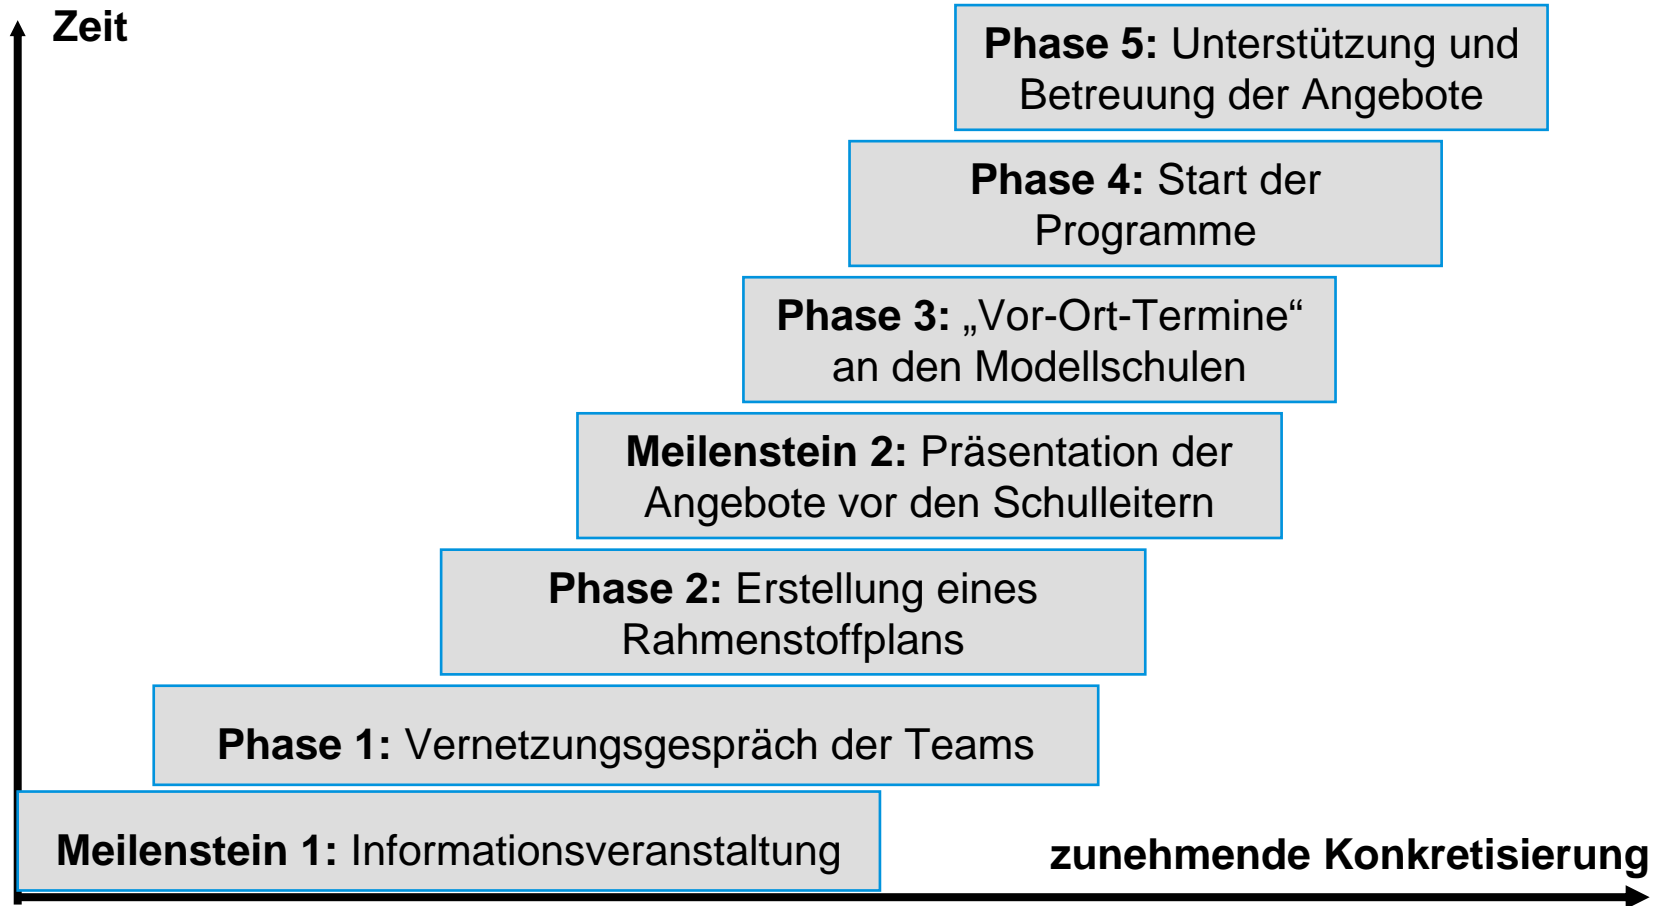 Zeit
Phase 5: Unterstützung und
Betreuung der Angebote
Phase 4: Start der
Programme
Phase 3: „Vor-Ort-Termine“
an den Modellschulen
Meilenstein 2: Präsentation der
Angebote vor den Schulleitern
Phase 2: Erstellung eines
Rahmenstoffplans
Phase 1: Vernetzungsgespräch der Teams
Meilenstein 1: Informationsveranstaltung
zunehmende Konkretisierung